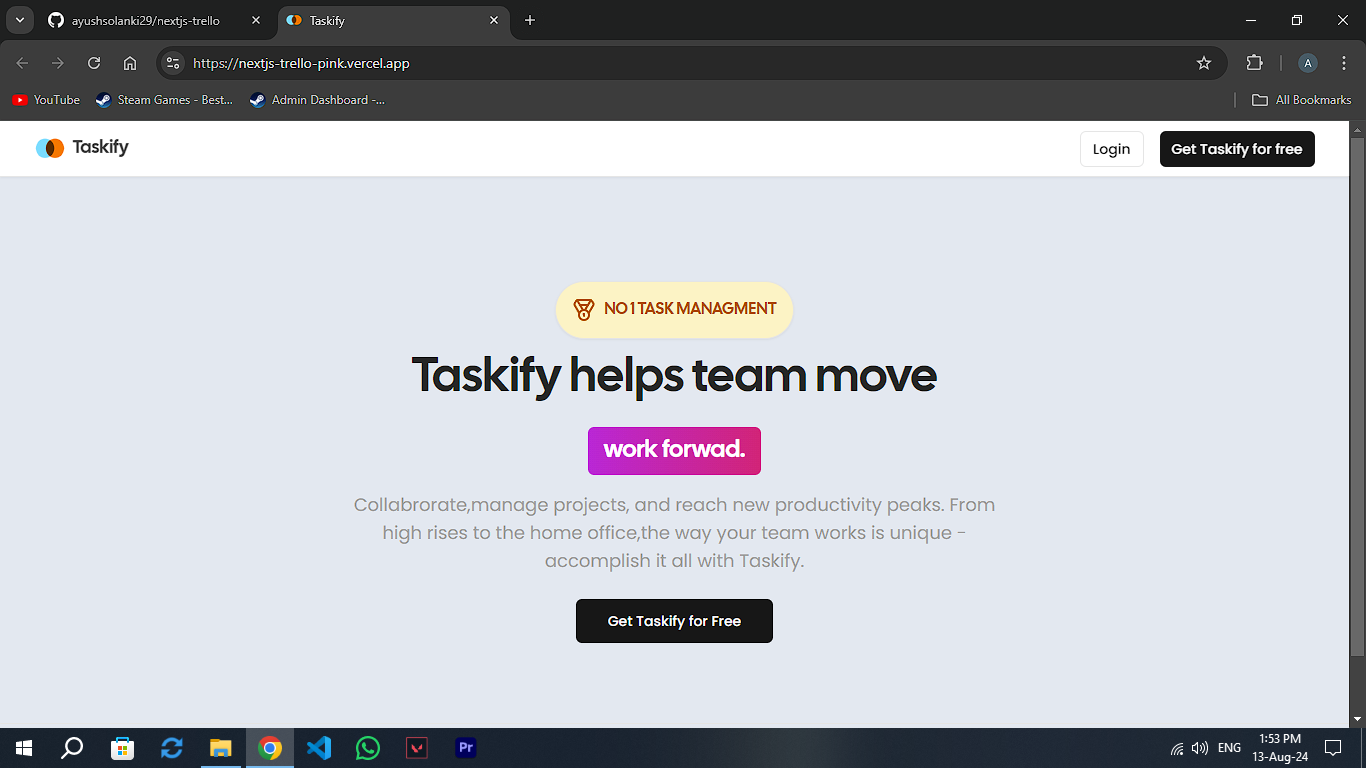 ayushsolanki29/nextjs-trello
Taskify
https://nextjs-trello-pink.vercel.app
A
YouTube
Steam Games - Best...
Admin Dashboard -...
All Bookmarks
Taskify
Login
Get Taskify for free
NO 1 TASK MANAGMENT
Taskify helps team move
work forwad.
Collabrorate,manage projects, and reach new productivity peaks. From
high rises to the home office,the way your team works is unique -
accomplish it all with Taskify.
Get Taskify for Free
Pr
ENG
1:53 PM
13-Aug-24